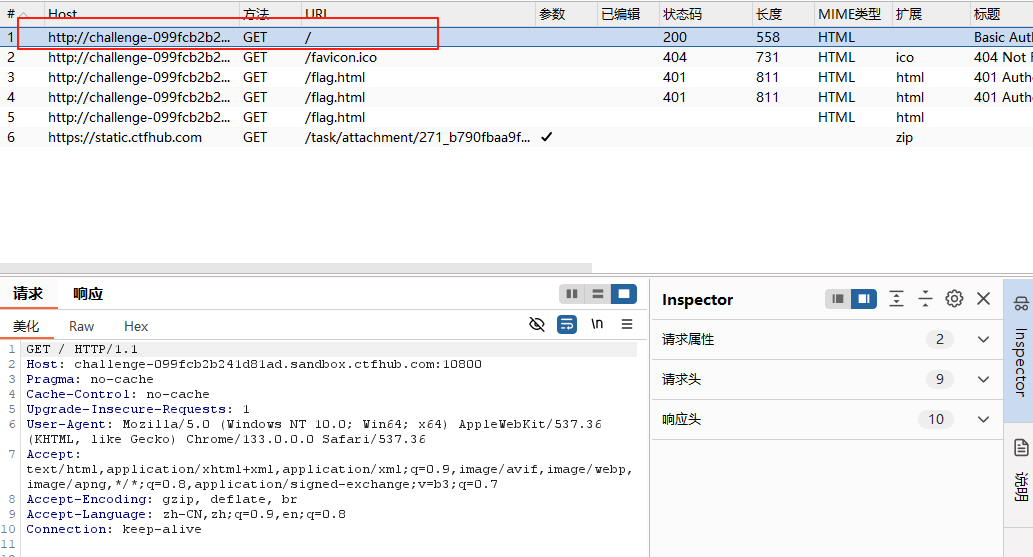 # Host 方法 URL 参数 已编辑 状态码 长度 MIME类型 扩展 标题
1 http://challenge-099fcb2b2... GET / 200 558 HTML Basic Aut
2 http://challenge-099fcb2b2... GET /favicon.ico 404 731 HTML ico 404 Not F
3 http://challenge-099fcb2b2... GET /flag.html 401 811 HTML html 401 Autho
4 http://challenge-099fcb2b2... GET /flag.html 401 811 HTML html 401 Autho
5 http://challenge-099fcb2b2... GET /flag.html HTML html
6 https://static.ctfhub.com GET /task/attachment/271_b790fbaa9f... ✓ zip
请求 响应
美化 Raw Hex \n
1 GET / HTTP/1.1
2 Host: challenge-099fcb2b241d81ad.sandbox.ctfhub.com:10800
3 Pragma: no-cache
4 Cache-Control: no-cache
5 Upgrade-Insecure-Requests: 1
6 User-Agent: Mozilla/5.0 (Windows NT 10.0; Win64; x64) AppleWebKit/537.36
(KHTML, like Gecko) Chrome/133.0.0.0 Safari/537.36
7 Accept:
text/html,application/xhtml+xml,application/xml;q=0.9,image/avif,image/webp,
image/apng,*/*;q=0.8,application/signed-exchange;v=b3;q=0.7
8 Accept-Encoding: gzip, deflate, br
9 Accept-Language: zh-CN,zh;q=0.9,en;q=0.8
10 Connection: keep-alive
11
Inspector
请求属性 2
请求头 9
响应头 10
Inspector
说明